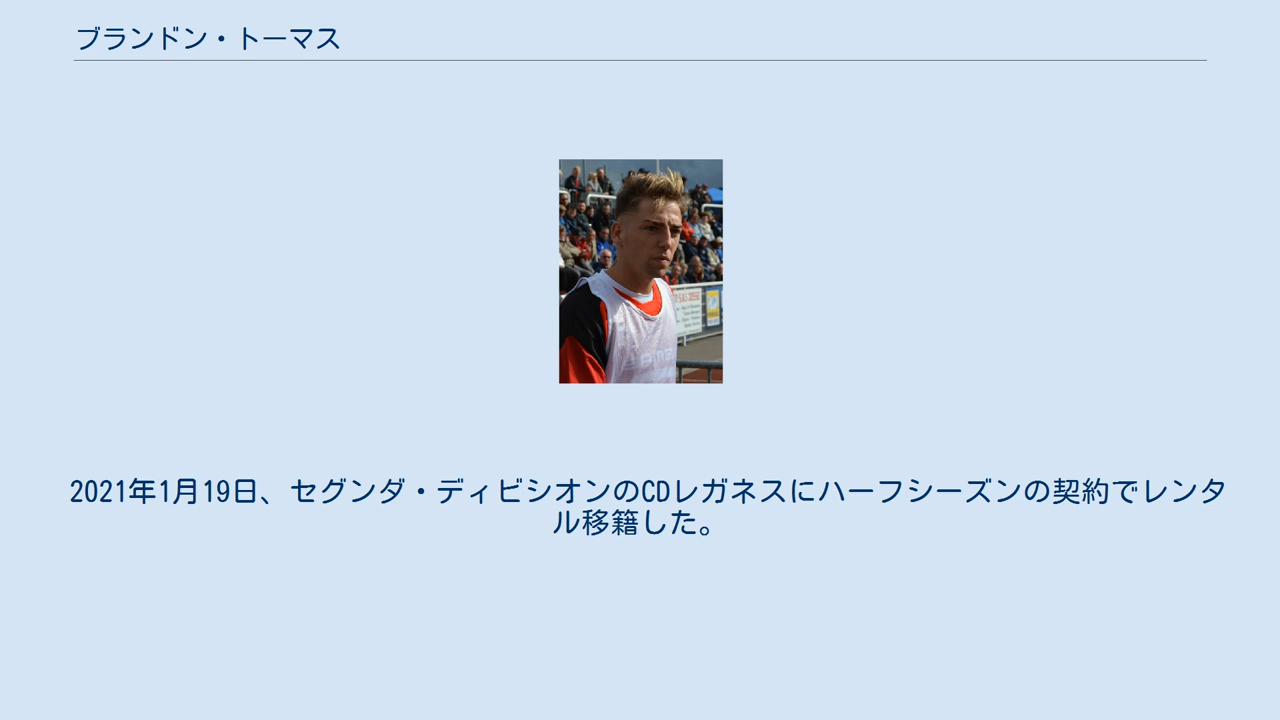 ブランドン・トーマス
2021年1月19日、セグンダ・ディビシオンのCDレガネスにハーフシーズンの契約でレンタ
ル移籍した。